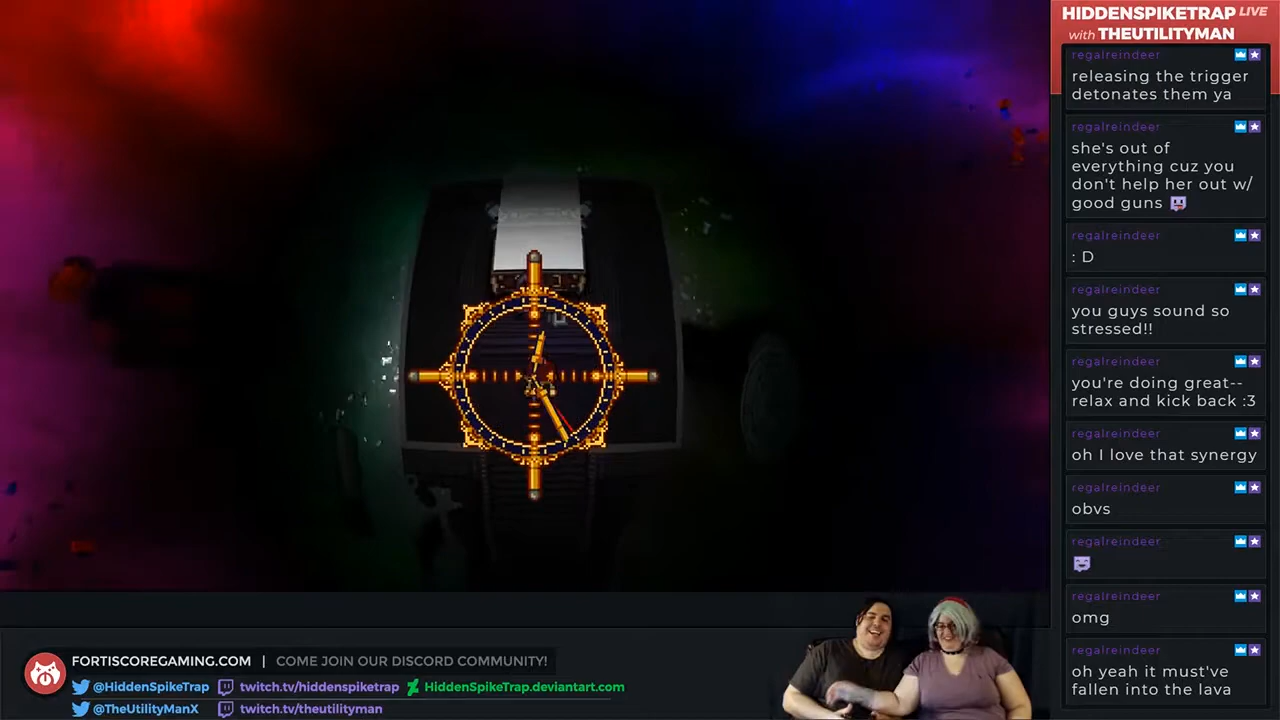 HIDDENSPIKETRAP LIVE
with THEUTILITYMAN
regalreindeer
releasing the trigger
detonates them ya
regalreindeer
she's out of
everything cuz you
don't help her out w/
good guns
regalreindeer
: D
regalreindeer
you guys sound so
stressed!!
regalreindeer
you're doing great--
relax and kick back :3
regalreindeer
oh I love that synergy
regalreindeer
obvs
regalreindeer
regalreindeer
omg
regalreindeer
oh yeah it must've
fallen into the lava
FORTISCOREGAMING.COM | COME JOIN OUR DISCORD COMMUNITY!
@HiddenSpikeTrap twitch.tv/hiddenspiketrap HiddenSpikeTrap.deviantart.com
@TheUtilityManX twitch.tv/theutilityman